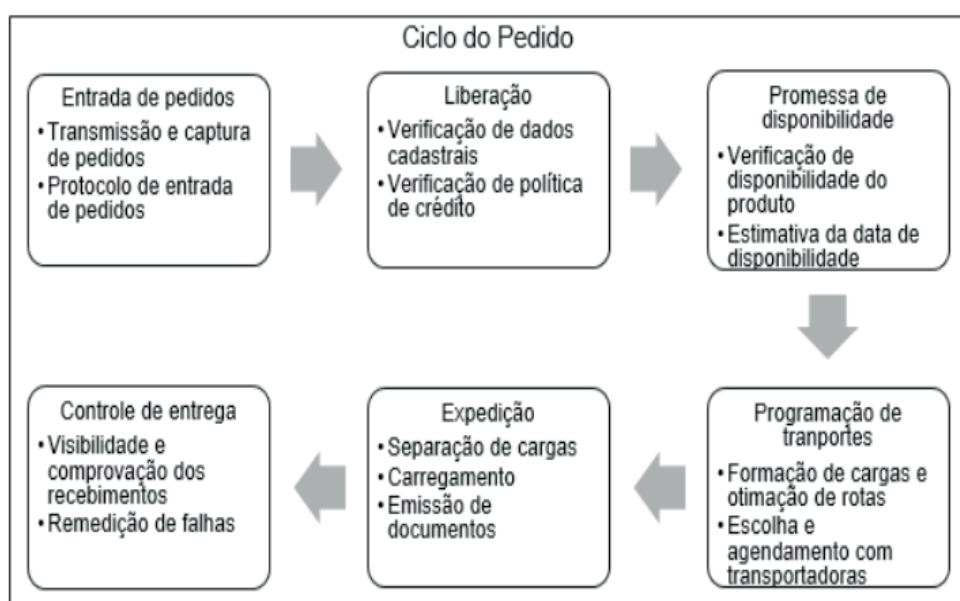 Ciclo do Pedido
Entrada de pedidos
• Transmissão e captura
de pedidos
• Protocolo de entrada
de pedidos
Liberação
• Verificação de dados
cadastrais
• Verificação de política
de crédito
Promessa de
disponibilidade
• Verificação de
disponibilidade do
produto
• Estimativa da data de
disponibilidade
Programação de
tranportes
• Formação de cargas e
otimação de rotas
• Escolha e
agendamento com
transportadoras
Expedição
• Separação de cargas
• Carregamento
• Emissão de
documentos
Controle de entrega
• Visibilidade e
comprovação dos
recebimentos
• Remedição de falhas